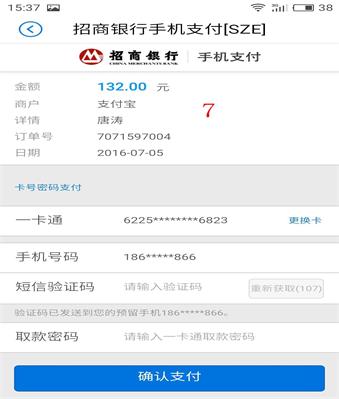 15:37 38
招商银行手机支付[SZE]
招商银行 手机支付
CHINA MERCHANTS BANK
金额 132.00 元
商户 支付宝
7
详情 唐涛
订单号 7071597004
日期 2016-07-05
卡号密码支付
一卡通 6225********6823 更换卡
手机号码 186*****866
短信验证码 请输入验证码 重新获取(107)
验证码已发送到您的预留手机186*****866。
取款密码 请输入一卡通取款密码
确认支付